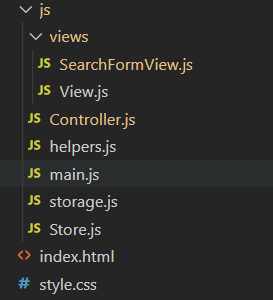 js
views
JS SearchFormView.js
JS View.js
JS Controller.js
JS helpers.js
JS main.js
JS storage.js
JS Store.js
<> index.html
# style.css